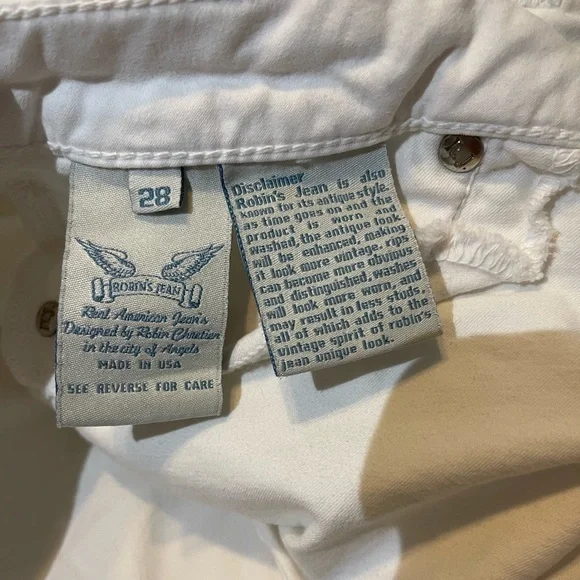 28
ROBIN'S JEAN
Real American Jean's
Designed by Robin Chretien
in the city of Angels
MADE IN USA
SEE REVERSE FOR CARE
Disclaimer
Robin's Jean is also
known for its antique style.
as time goes on and the
product is worn and
washed, the antique look
will be enhanced, making
it look more vintage. rips
can become more obvious
and distinguished. washes
will look more worn, and
may result in less studs.
all of which adds to the
vintage spirit of robin's
jean unique look.